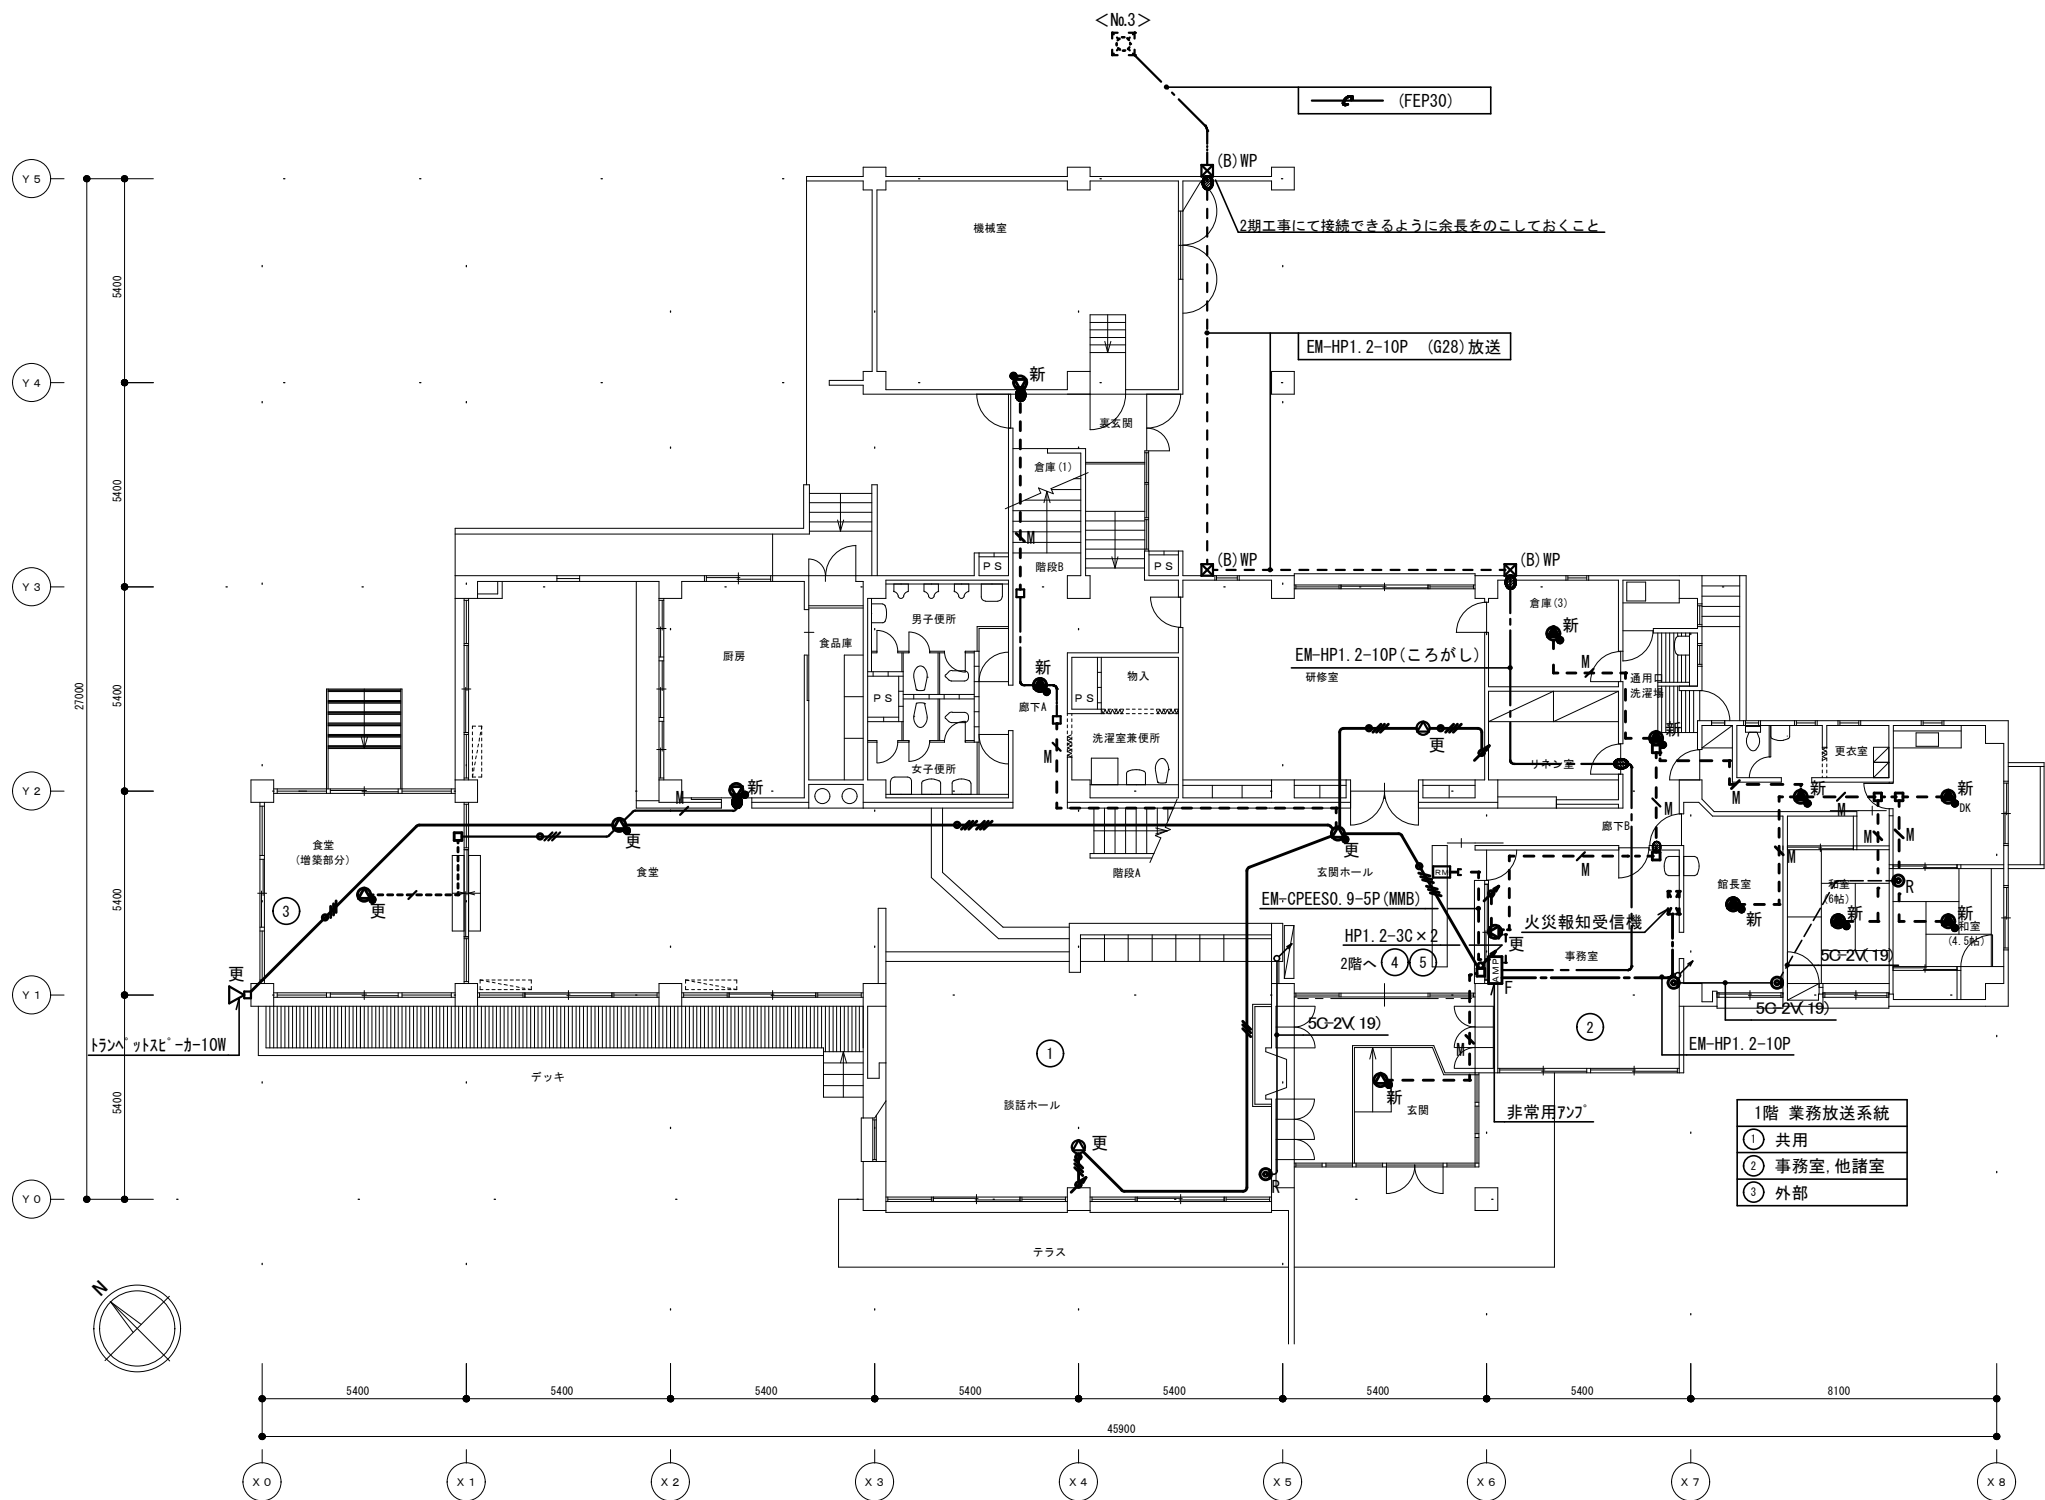 <No.3>
(FEP30)
(B)WP
Y5
2期工事にて接続できるように余長をのこしておくこと
機械室
5400
EM-HP1.2-10P (G28)放送
Y4
新
裏玄関
倉庫(1)
5400
M
(B)WP
(B)WP
PS
階段B
PS
Y3
倉庫(3)
男子便所
新
食品庫
厨房
EM-HP1.2-10P(ころがし)
M
新
物入
研修室
通用口
洗濯場
27000
5400
PS
PS
廊下A
洗濯室兼便所
更
新
更衣室
M
女子便所
リネン室
Y2
新
M
M
新
M
新
DK
M
廊下B
更
更
M
M
M
食堂
(増築部分)
食堂
階段A
玄関ホール
M
RM
館長室
和室
(6帖)
R
5400
EM-CPEES0.9-5P(MMB)
3
更
火災報知受信機
新
新
新
和室
(4.5帖)
HP1.2-3C×2
更
2階へ 4 5
事務室
5C-2V(19)
AMP
更
Y1
F
5C-2V(19)
5C-2V(19)
2
トランペットスピーカー10W
M
EM-HP1.2-10P
1
デッキ
新
5400
談話ホール
玄関
非常用アンプ
1階 業務放送系統
1 共用
2 事務室,他諸室
3 外部
更
R
Y0
テラス
N
5400
5400
5400
5400
5400
5400
5400
8100
45900
X0
X1
X2
X3
X4
X5
X6
X7
X8